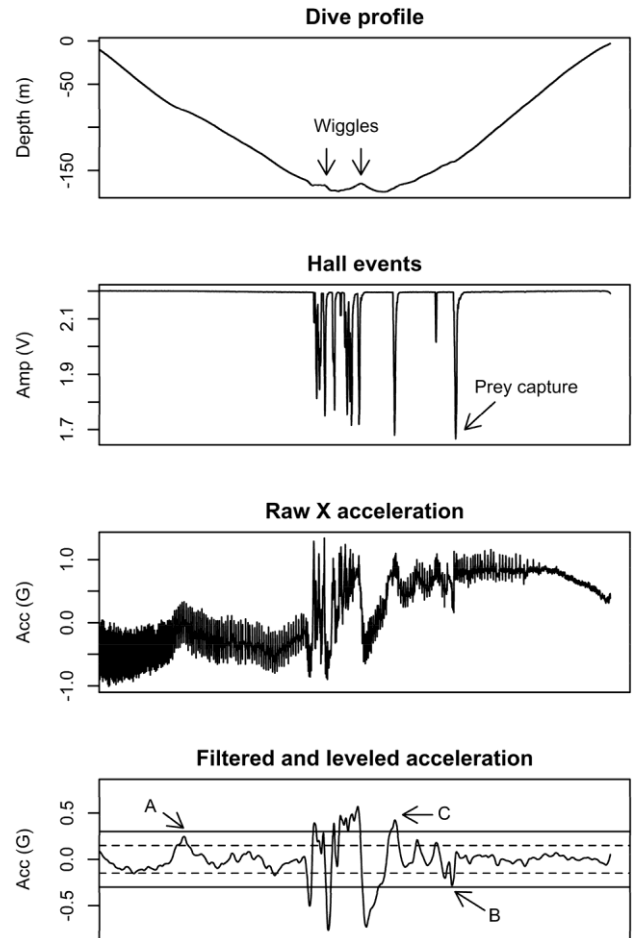 Dive profile
Depth (m)
0
-50
-150
Wiggles
Hall events
Amp (V)
2.1
1.9
1.7
Prey capture
Raw X acceleration
Acc (G)
1.0
0.0
-1.0
Filtered and leveled acceleration
Acc (G)
0.5
0.0
-0.5
A
C
B